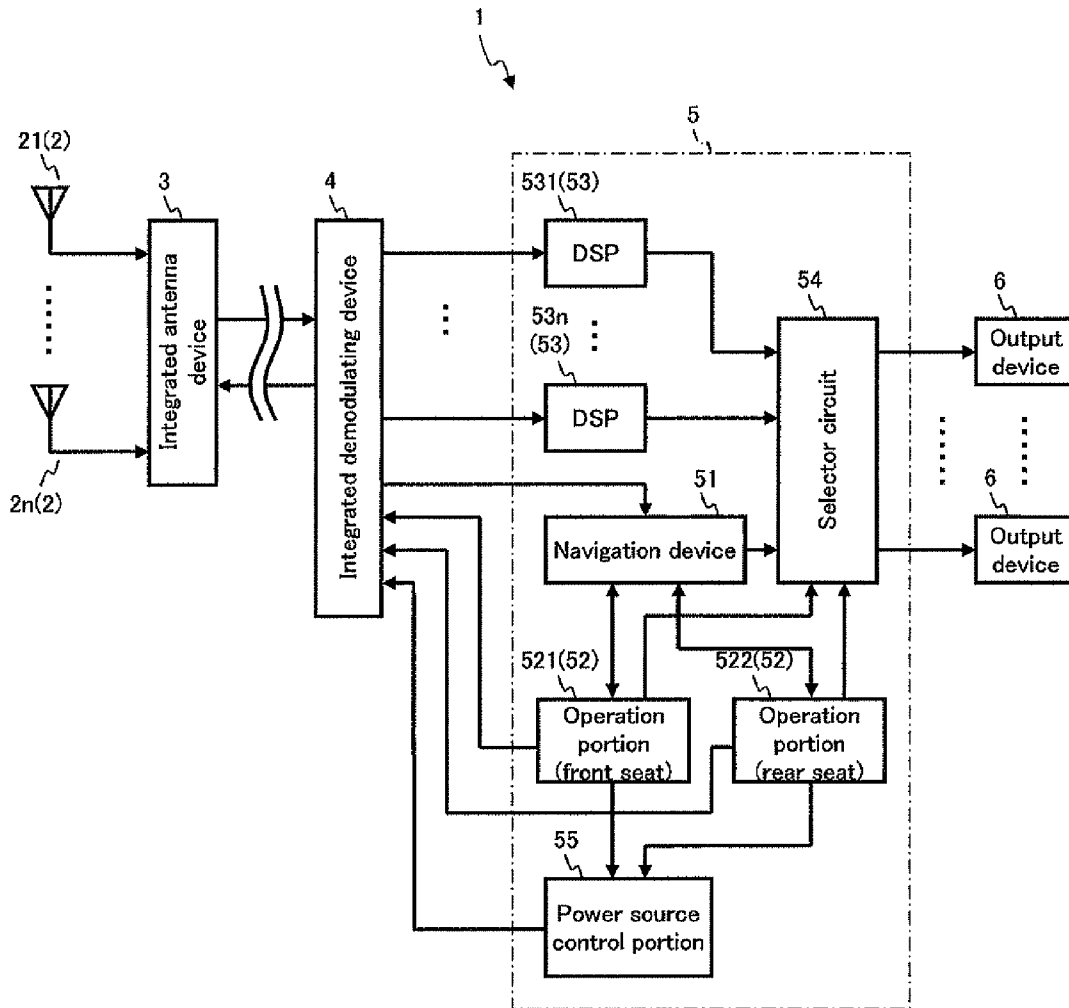 1
21(2)
3
4
5
531(53)
DSP
54
6
Output
device
Integrated antenna
device
Integrated demodulating device
53n
(53)
DSP
Selector circuit
2n(2)
51
Navigation device
6
Output
device
521(52)
522(52)
Operation
portion
(front seat)
Operation
portion
(rear seat)
55
Power source
control portion